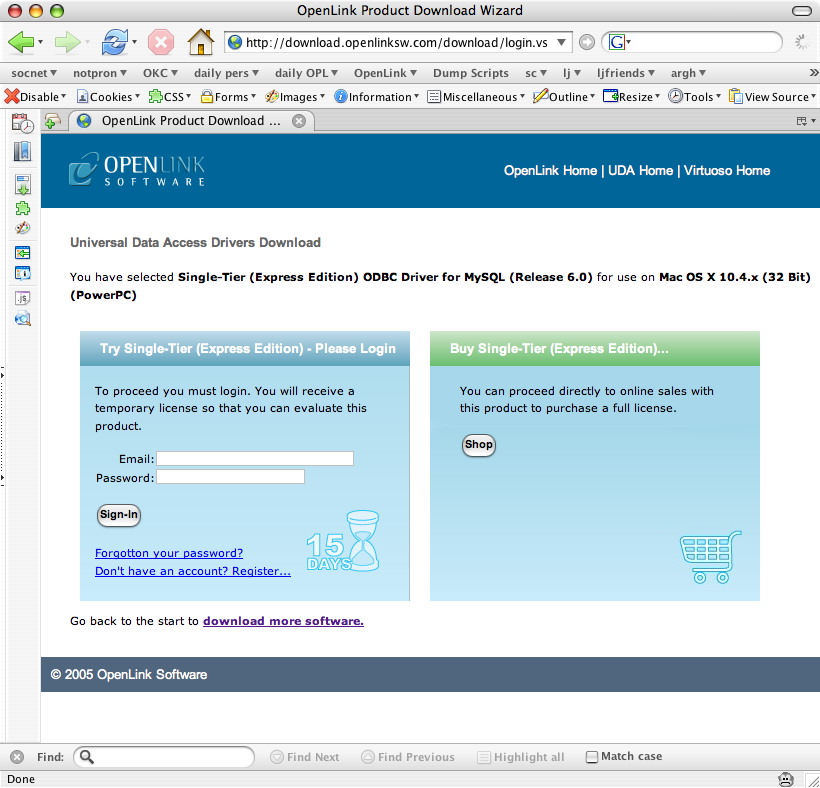 OpenLink Product Download Wizard
http://download.openlinksw.com/download/login.vs
G
socnet notpron OKC daily pers daily OPL OpenLink Dump Scripts sc lj ljfriends argh »
Disable Cookies CSS Forms Images Information Miscellaneous Outline Resize Tools View Source
OpenLink Product Download ...
OPENLINK
SOFTWARE
OpenLink Home | UDA Home | Virtuoso Home
Universal Data Access Drivers Download
You have selected Single-Tier (Express Edition) ODBC Driver for MySQL (Release 6.0) for use on Mac OS X 10.4.x (32 Bit)
(PowerPC)
Try Single-Tier (Express Edition) - Please Login
To proceed you must login. You will receive a
temporary license so that you can evaluate this
product.
Email:
Password:
Sign-In
Forgotton your password?
Don't have an account? Register...
15
DAYS
Buy Single-Tier (Express Edition)...
You can proceed directly to online sales with
this product to purchase a full license.
Shop
Go back to the start to download more software.
© 2005 OpenLink Software
JS
Find: Find Next Find Previous Highlight all Match case
Done